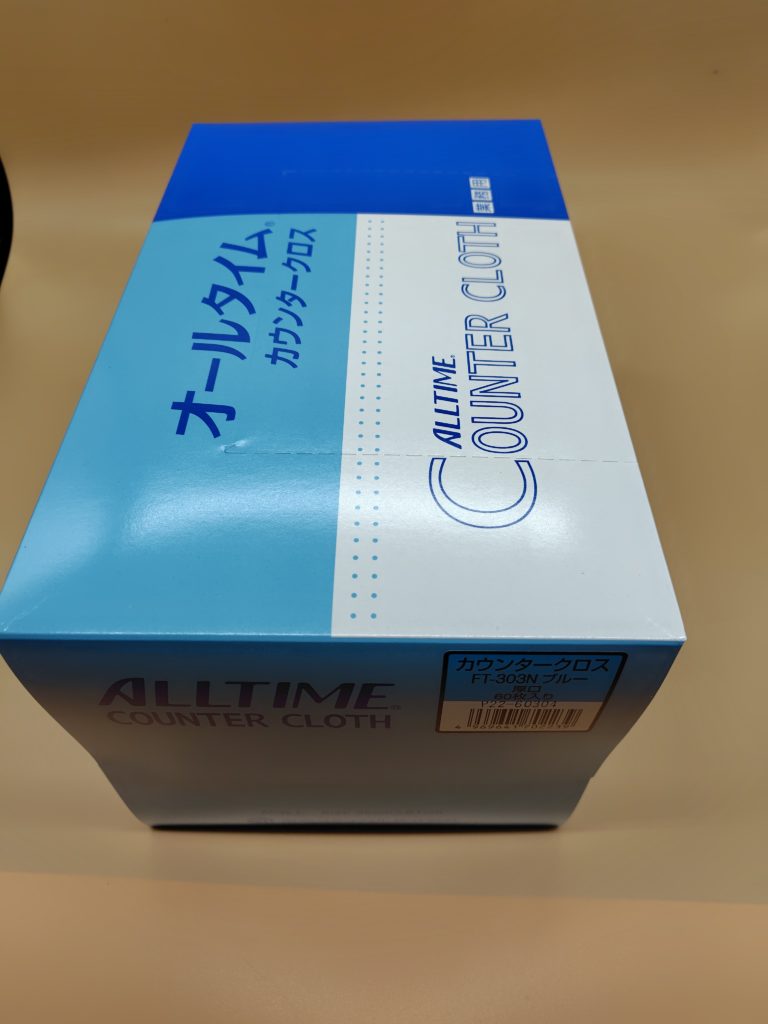 業務用
オールタイム®
カウンタークロス
ALLTIME®
COUNTER CLOTH
ALLTIME®
COUNTER CLOTH
カウンタークロス
FT-303N ブルー
厚口
60枚入り
P22-60304